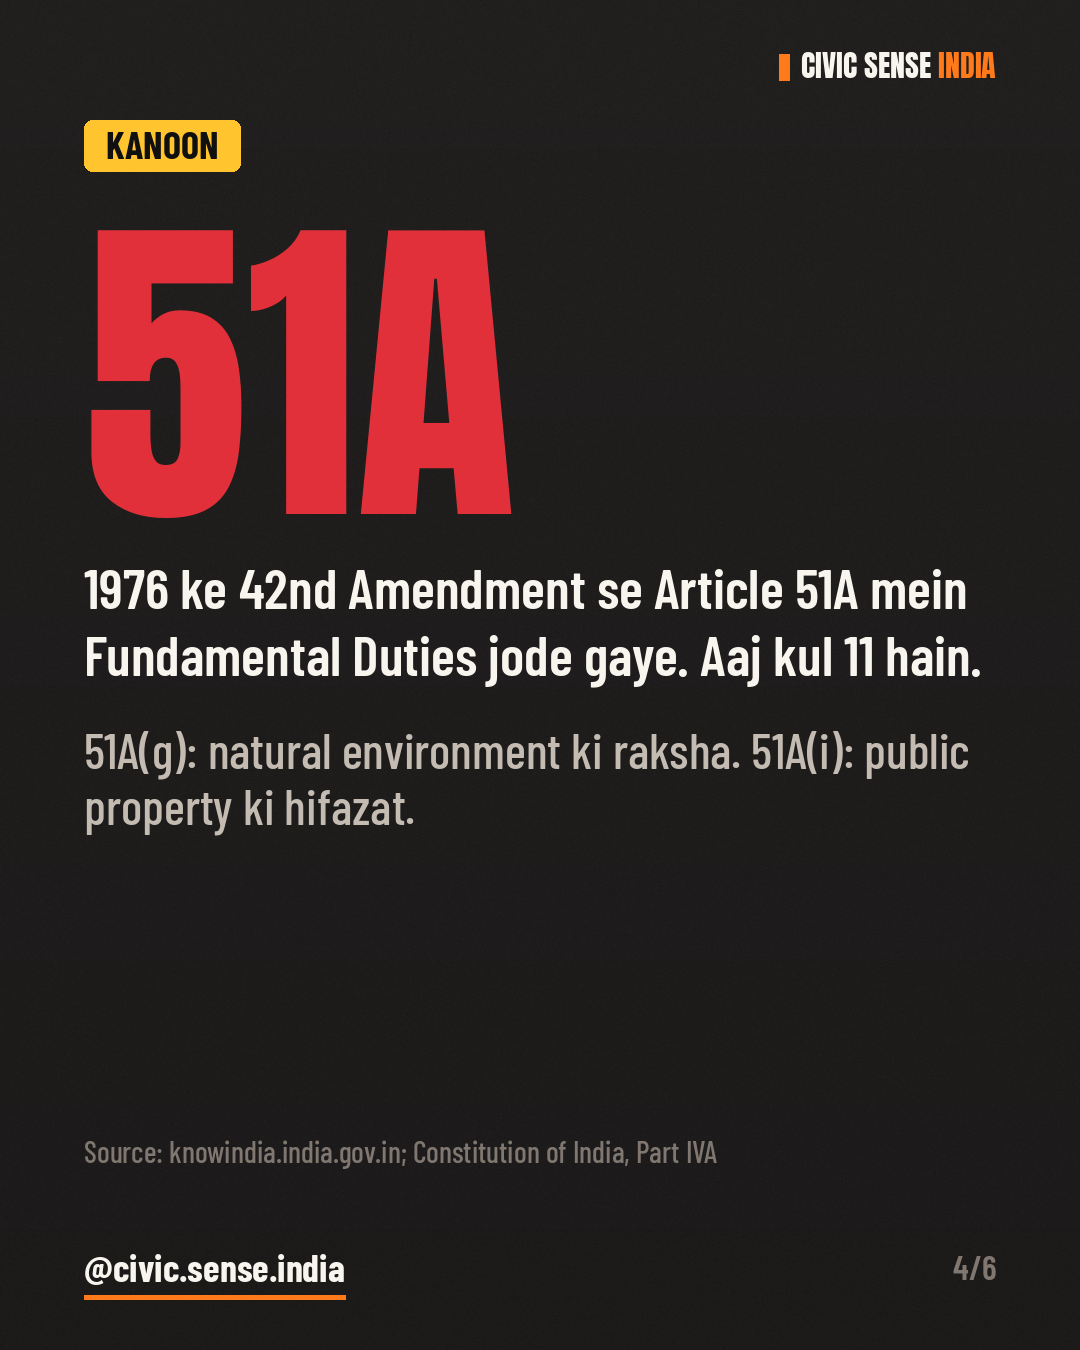 CIVIC SENSE INDIA
KANOON
51A
1976 ke 42nd Amendment se Article 51A mein
Fundamental Duties jode gaye. Aaj kul 11 hain.
51A(g): natural environment ki raksha. 51A(i): public
property ki hifazat.
Source: knowindia.india.gov.in; Constitution of India, Part IVA
@civic.sense.india
4/6